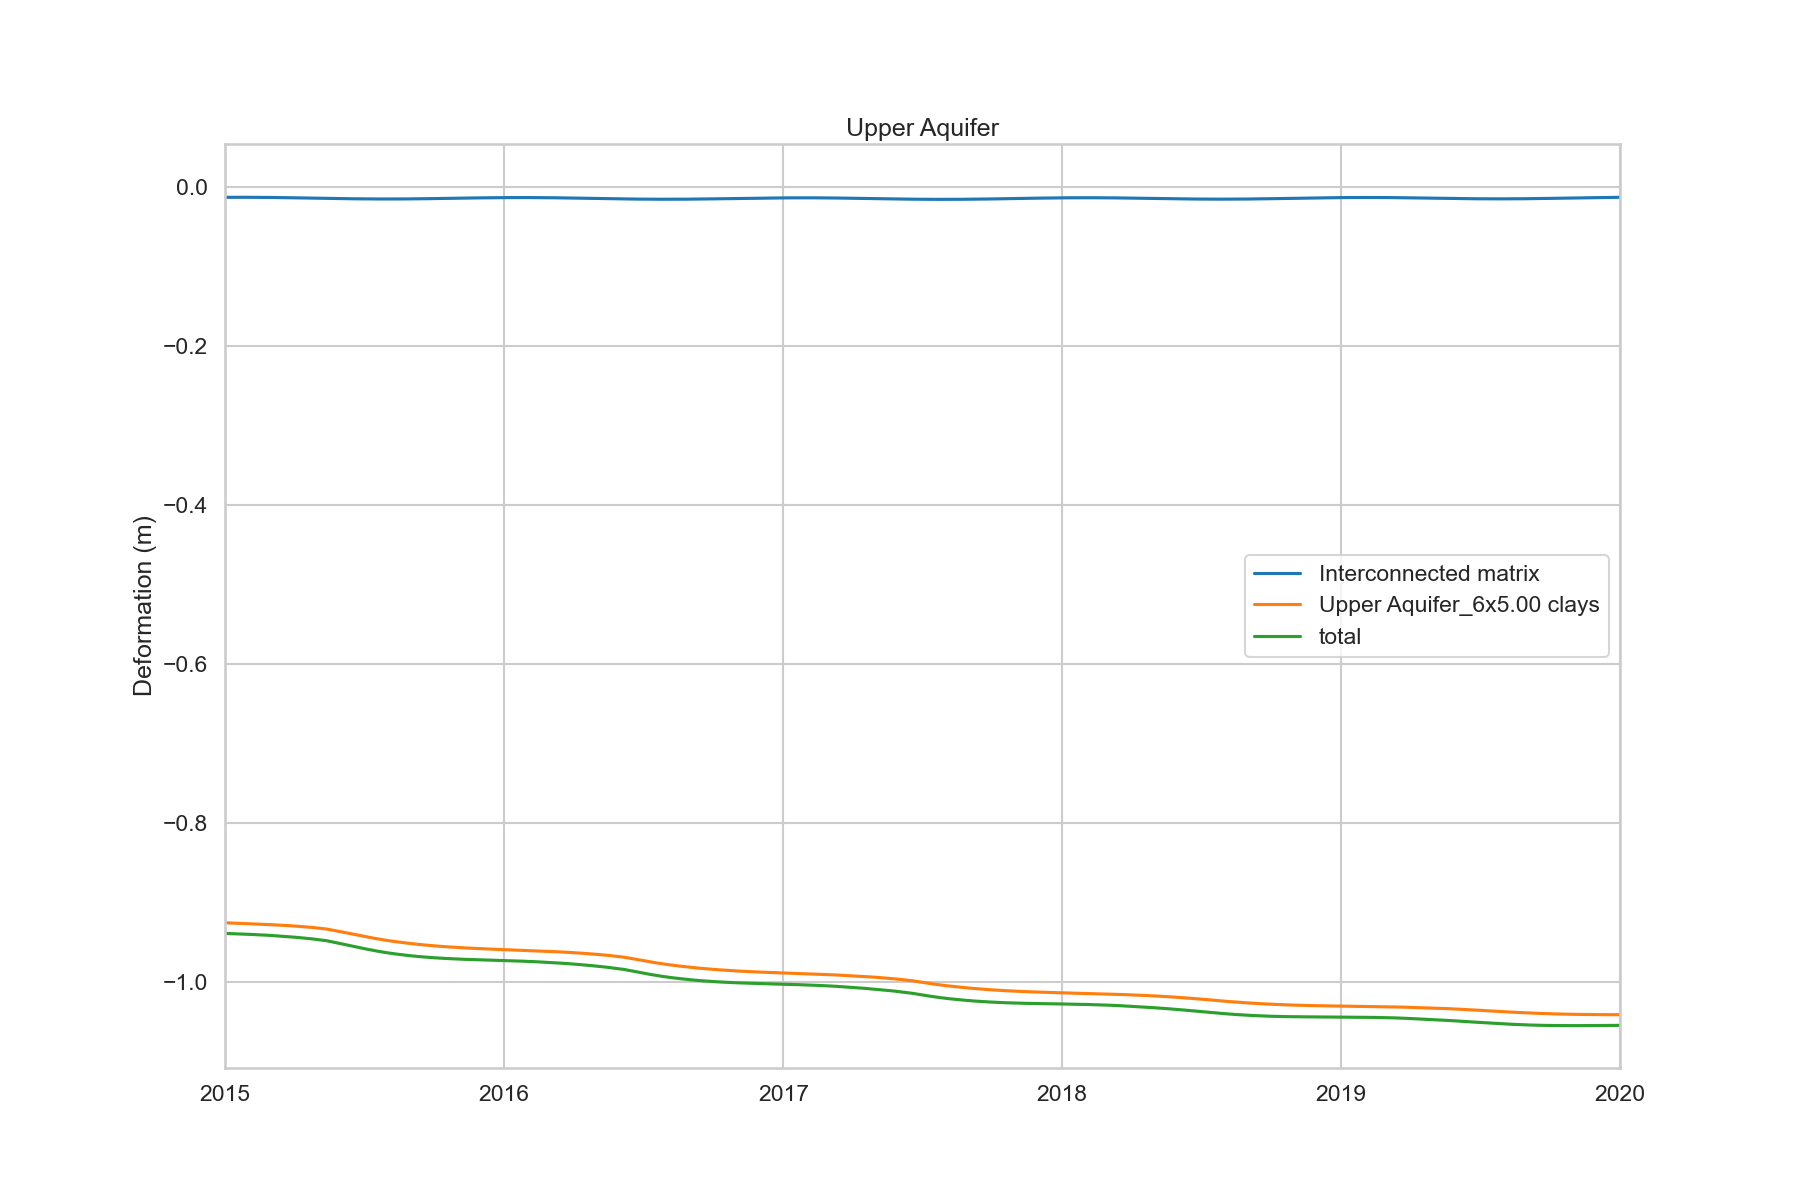 Upper Aquifer
0.0
−0.2
−0.4
−0.6
−0.8
−1.0
Deformation (m)
Interconnected matrix
Upper Aquifer_6x5.00 clays
total
2015 2016 2017 2018 2019 2020